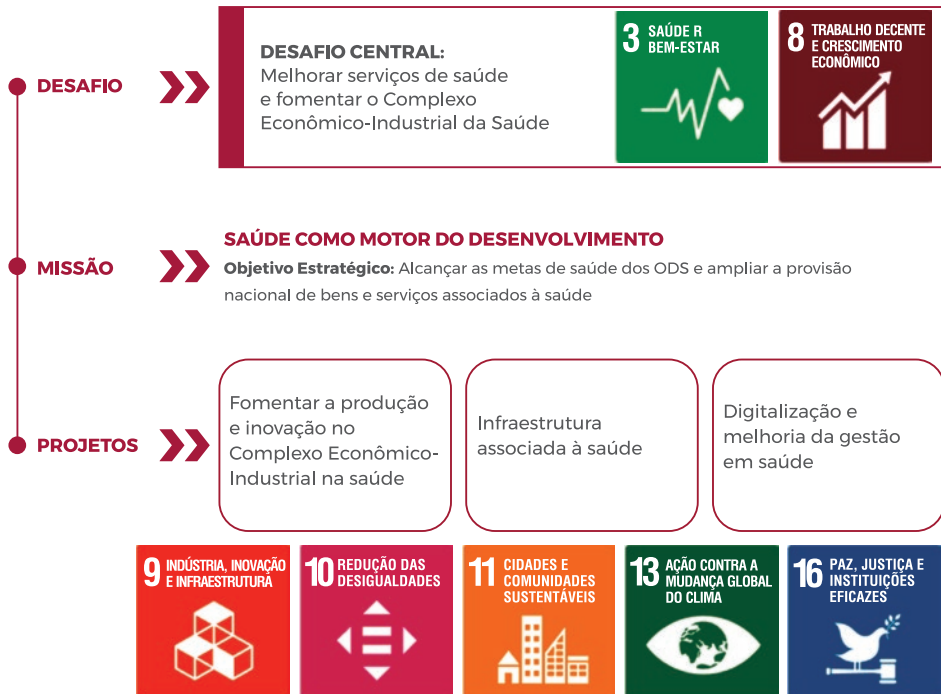 DESAFIO
DESAFIO CENTRAL:
Melhorar serviços de saúde
e fomentar o Complexo
Econômico-Industrial da Saúde
3 SAÚDE R
BEM-ESTAR
8 TRABALHO DECENTE
E CRESCIMENTO
ECONÔMICO
MISSÃO
SAÚDE COMO MOTOR DO DESENVOLVIMENTO
Objetivo Estratégico: Alcançar as metas de saúde dos ODS e ampliar a provisão
nacional de bens e serviços associados à saúde
PROJETOS
Fomentar a produção
e inovação no
Complexo Econômico-
Industrial na saúde
Infraestrutura
associada à saúde
Digitalização e
melhoria da gestão
em saúde
9 INDÚSTRIA, INOVAÇÃO
E INFRAESTRUTURA
10 REDUÇÃO DAS
DESIGUALDADES
11 CIDADES E
COMUNIDADES
SUSTENTÁVEIS
13 AÇÃO CONTRA A
MUDANÇA GLOBAL
DO CLIMA
16 PAZ, JUSTIÇA E
INSTITUIÇÕES
EFICAZES